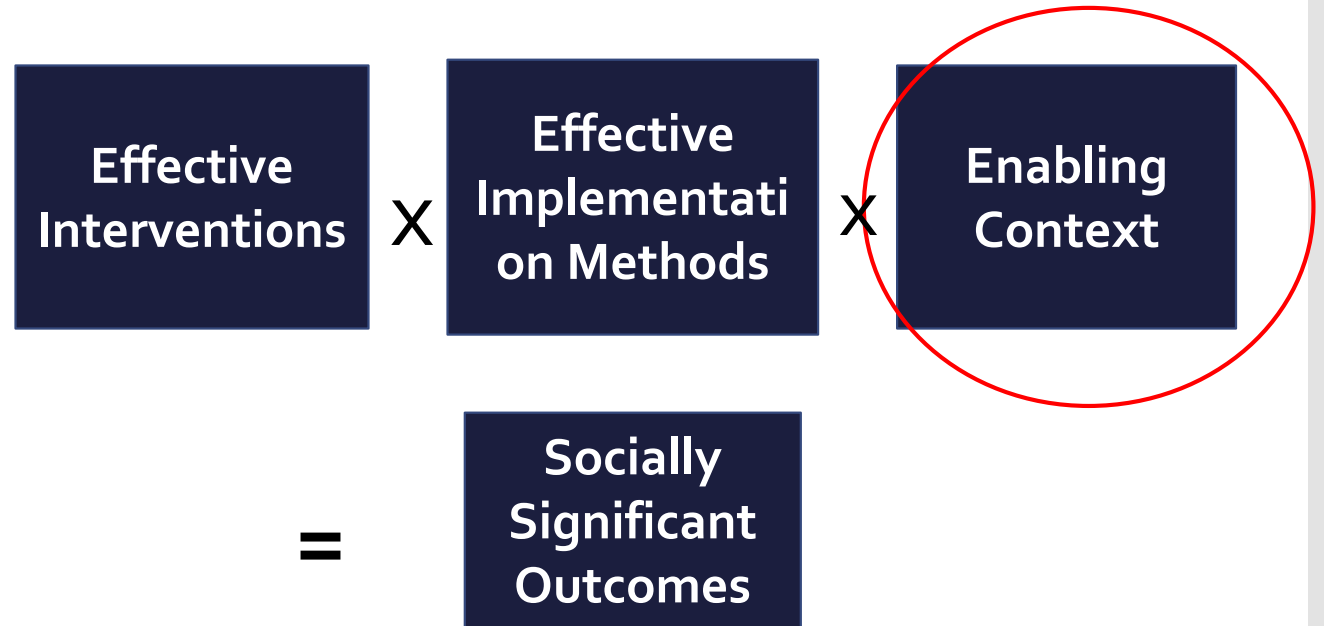 Effective
Interventions
X
Effective
Implementati
on Methods
X
Enabling
Context
=
Socially
Significant
Outcomes